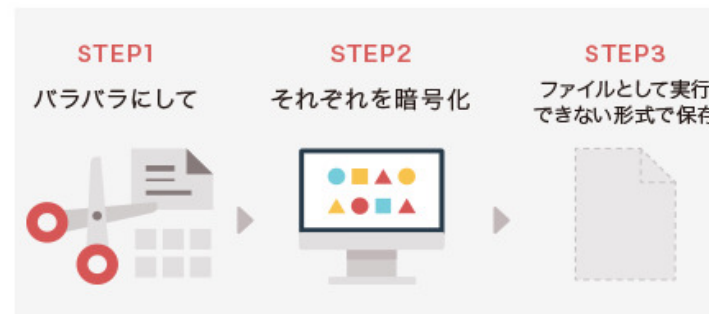 STEP1
バラバラにして
STEP2
それぞれを暗号化
STEP3
ファイルとして実行
できない形式で保存